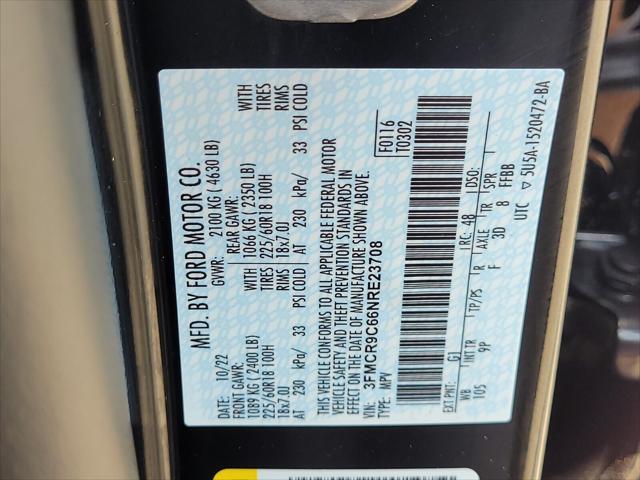 MFD. BY FORD MOTOR CO.
DATE: 10/22 GVWR: 2100 KG ( 4630 LB)
FRONT GAWR: REAR GAWR: WITH
1089 KG ( 2400 LB) 1066 KG ( 2350 LB) TIRES
225/60R18 100H TIRES 225/60R18 100H RIMS
18x7.0J RIMS 18x7.0J
AT 230 kPa/ 33 PSI COLD AT 230 kPa/ 33 PSI COLD
THIS VEHICLE CONFORMS TO ALL APPLICABLE FEDERAL MOTOR
VEHICLE SAFETY AND THEFT PREVENTION STANDARDS IN
EFFECT ON THE DATE OF MANUFACTURE SHOWN ABOVE.
F0116
T0302
VIN: 3FMCR9C66NRE23708
TYPE: MPV
EXT PNT: G1 RC: 48 DSO:
WB INT TR TP/PS R AXLE TR SPR
105 9P F 3D 8 FFBB
UTC ▽ 5U5A-1520472-BA